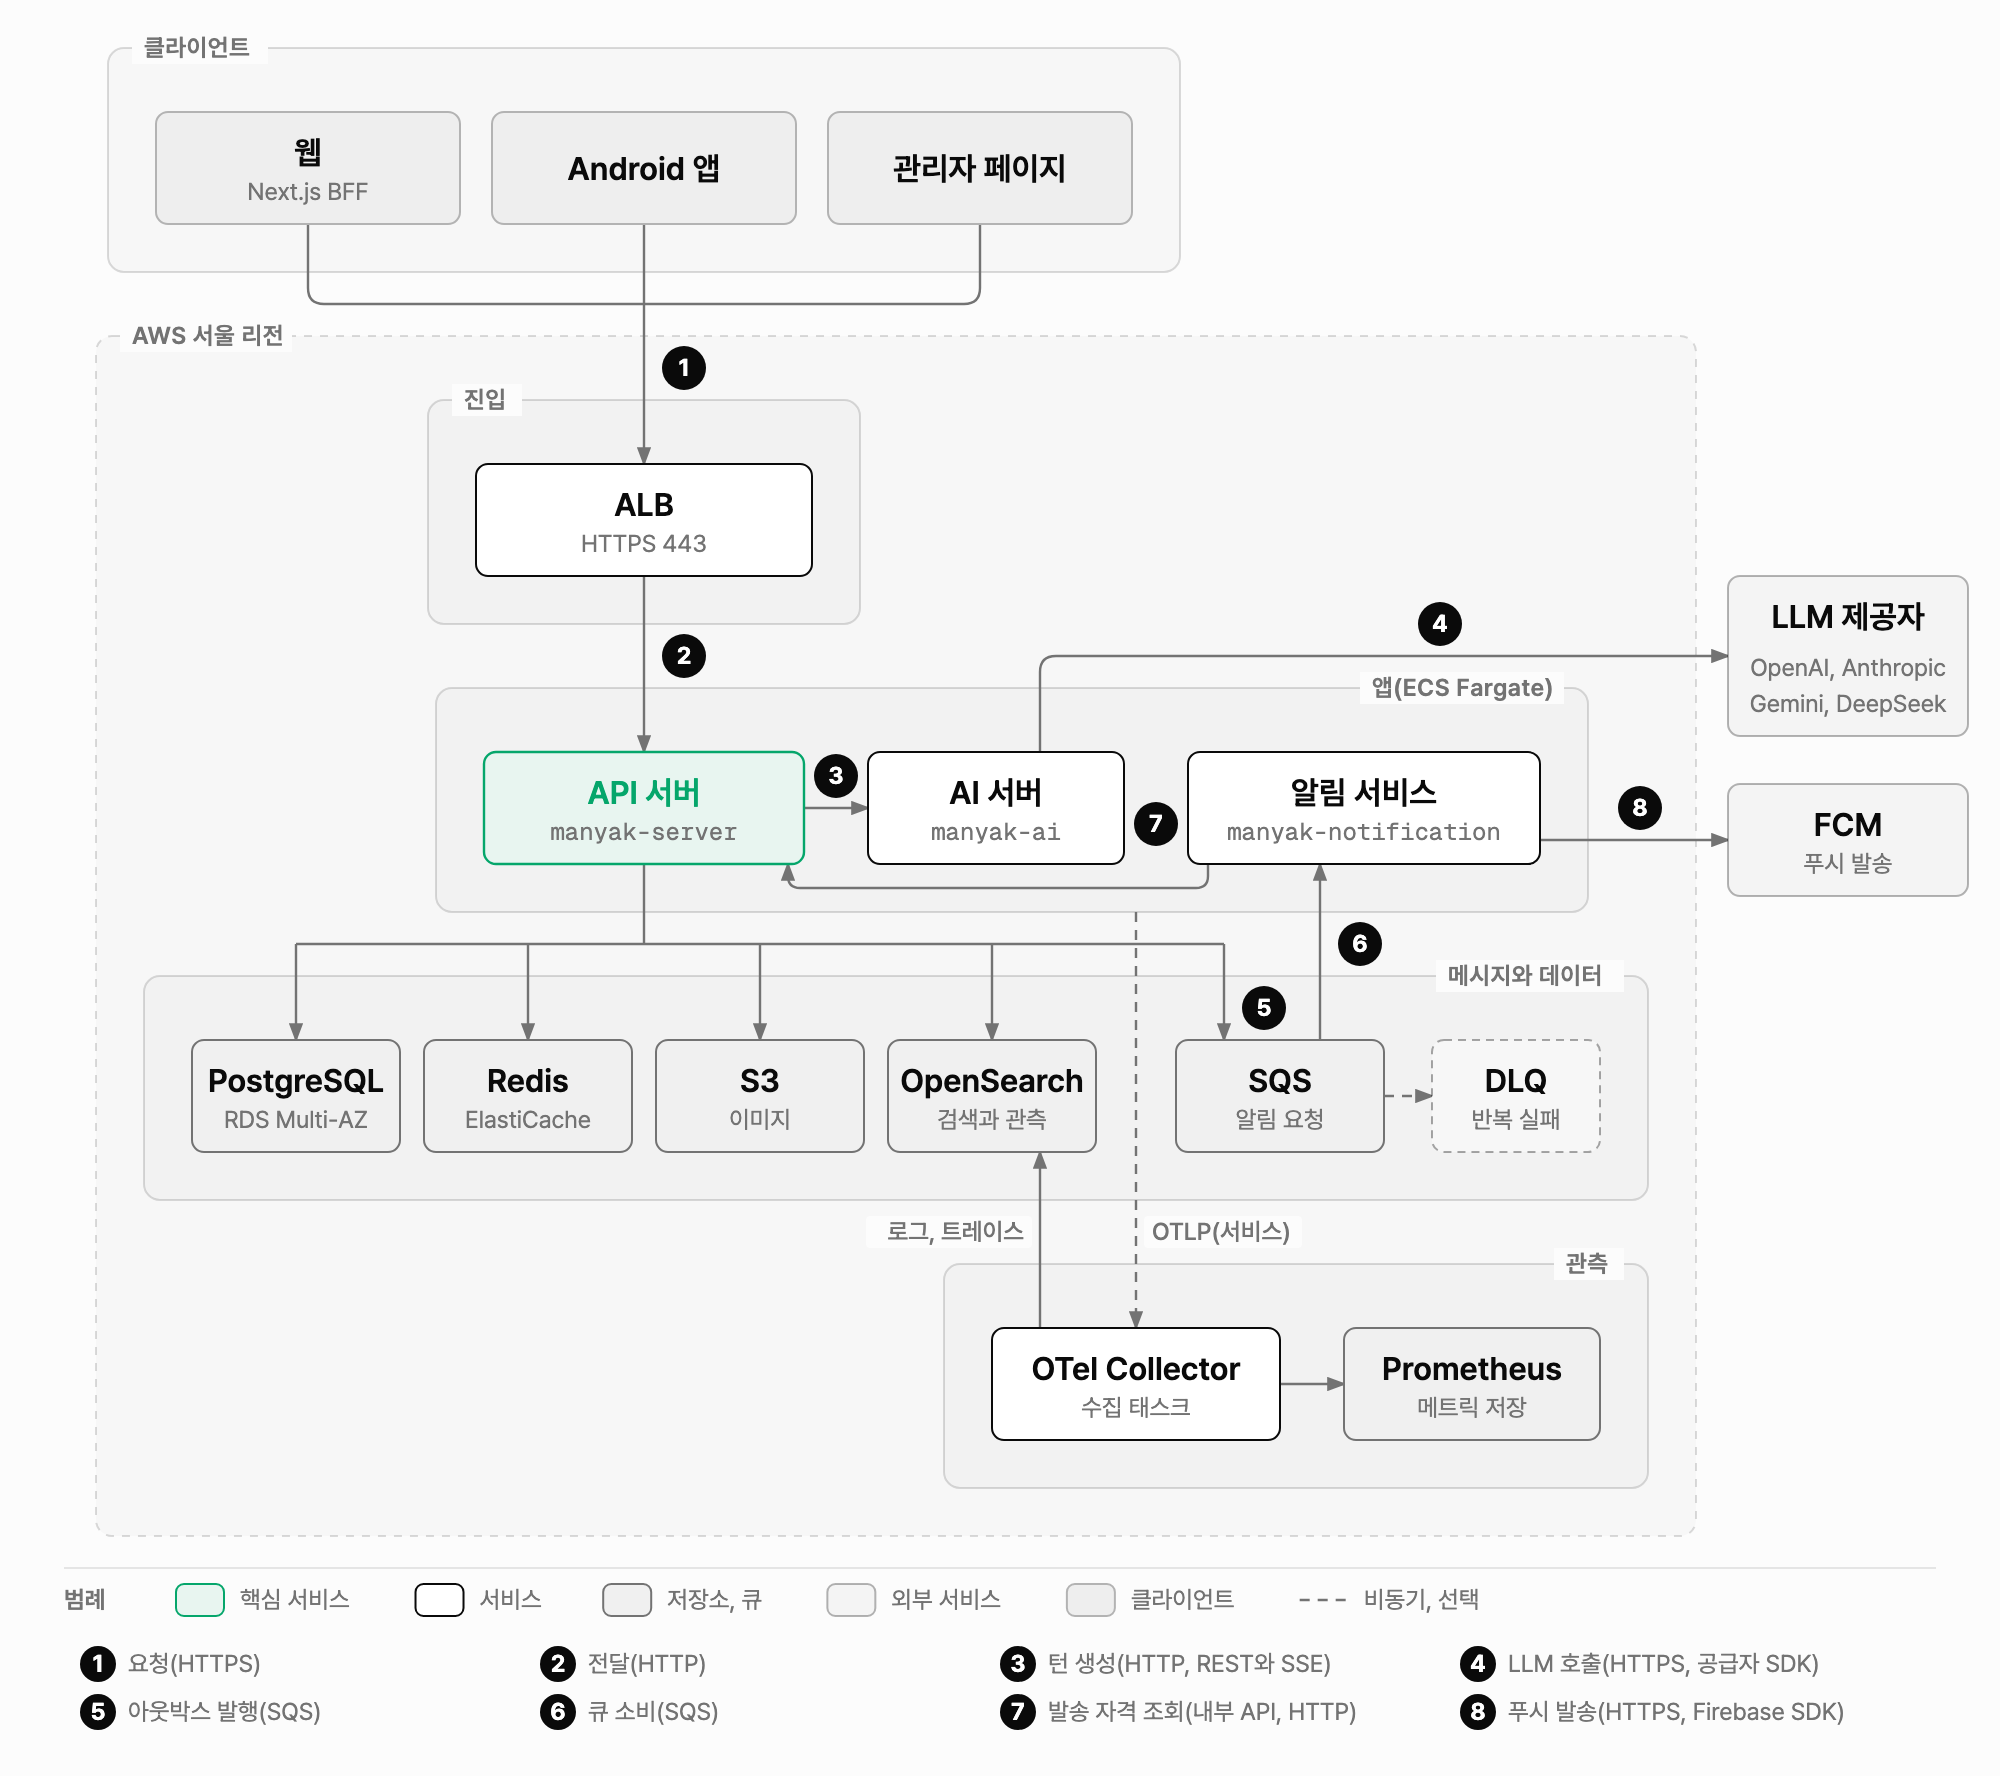 클라이언트
웹
Next.js BFF
Android 앱
관리자 페이지
AWS 서울 리전
1
진입
ALB
HTTPS 443
2
4
LLM 제공자
OpenAI, Anthropic
Gemini, DeepSeek
앱(ECS Fargate)
API 서버
manyak-server
3
AI 서버
manyak-ai
7
알림 서비스
manyak-notification
8
FCM
푸시 발송
6
메시지와 데이터
5
PostgreSQL
RDS Multi-AZ
Redis
ElastiCache
S3
이미지
OpenSearch
검색과 관측
SQS
알림 요청
DLQ
반복 실패
로그, 트레이스
OTLP(서비스)
관측
OTel Collector
수집 태스크
Prometheus
메트릭 저장
범례
핵심 서비스
서비스
저장소, 큐
외부 서비스
클라이언트
비동기, 선택
1 요청(HTTPS)
2 전달(HTTP)
3 턴 생성(HTTP, REST와 SSE)
4 LLM 호출(HTTPS, 공급자 SDK)
5 아웃박스 발행(SQS)
6 큐 소비(SQS)
7 발송 자격 조회(내부 API, HTTP)
8 푸시 발송(HTTPS, Firebase SDK)